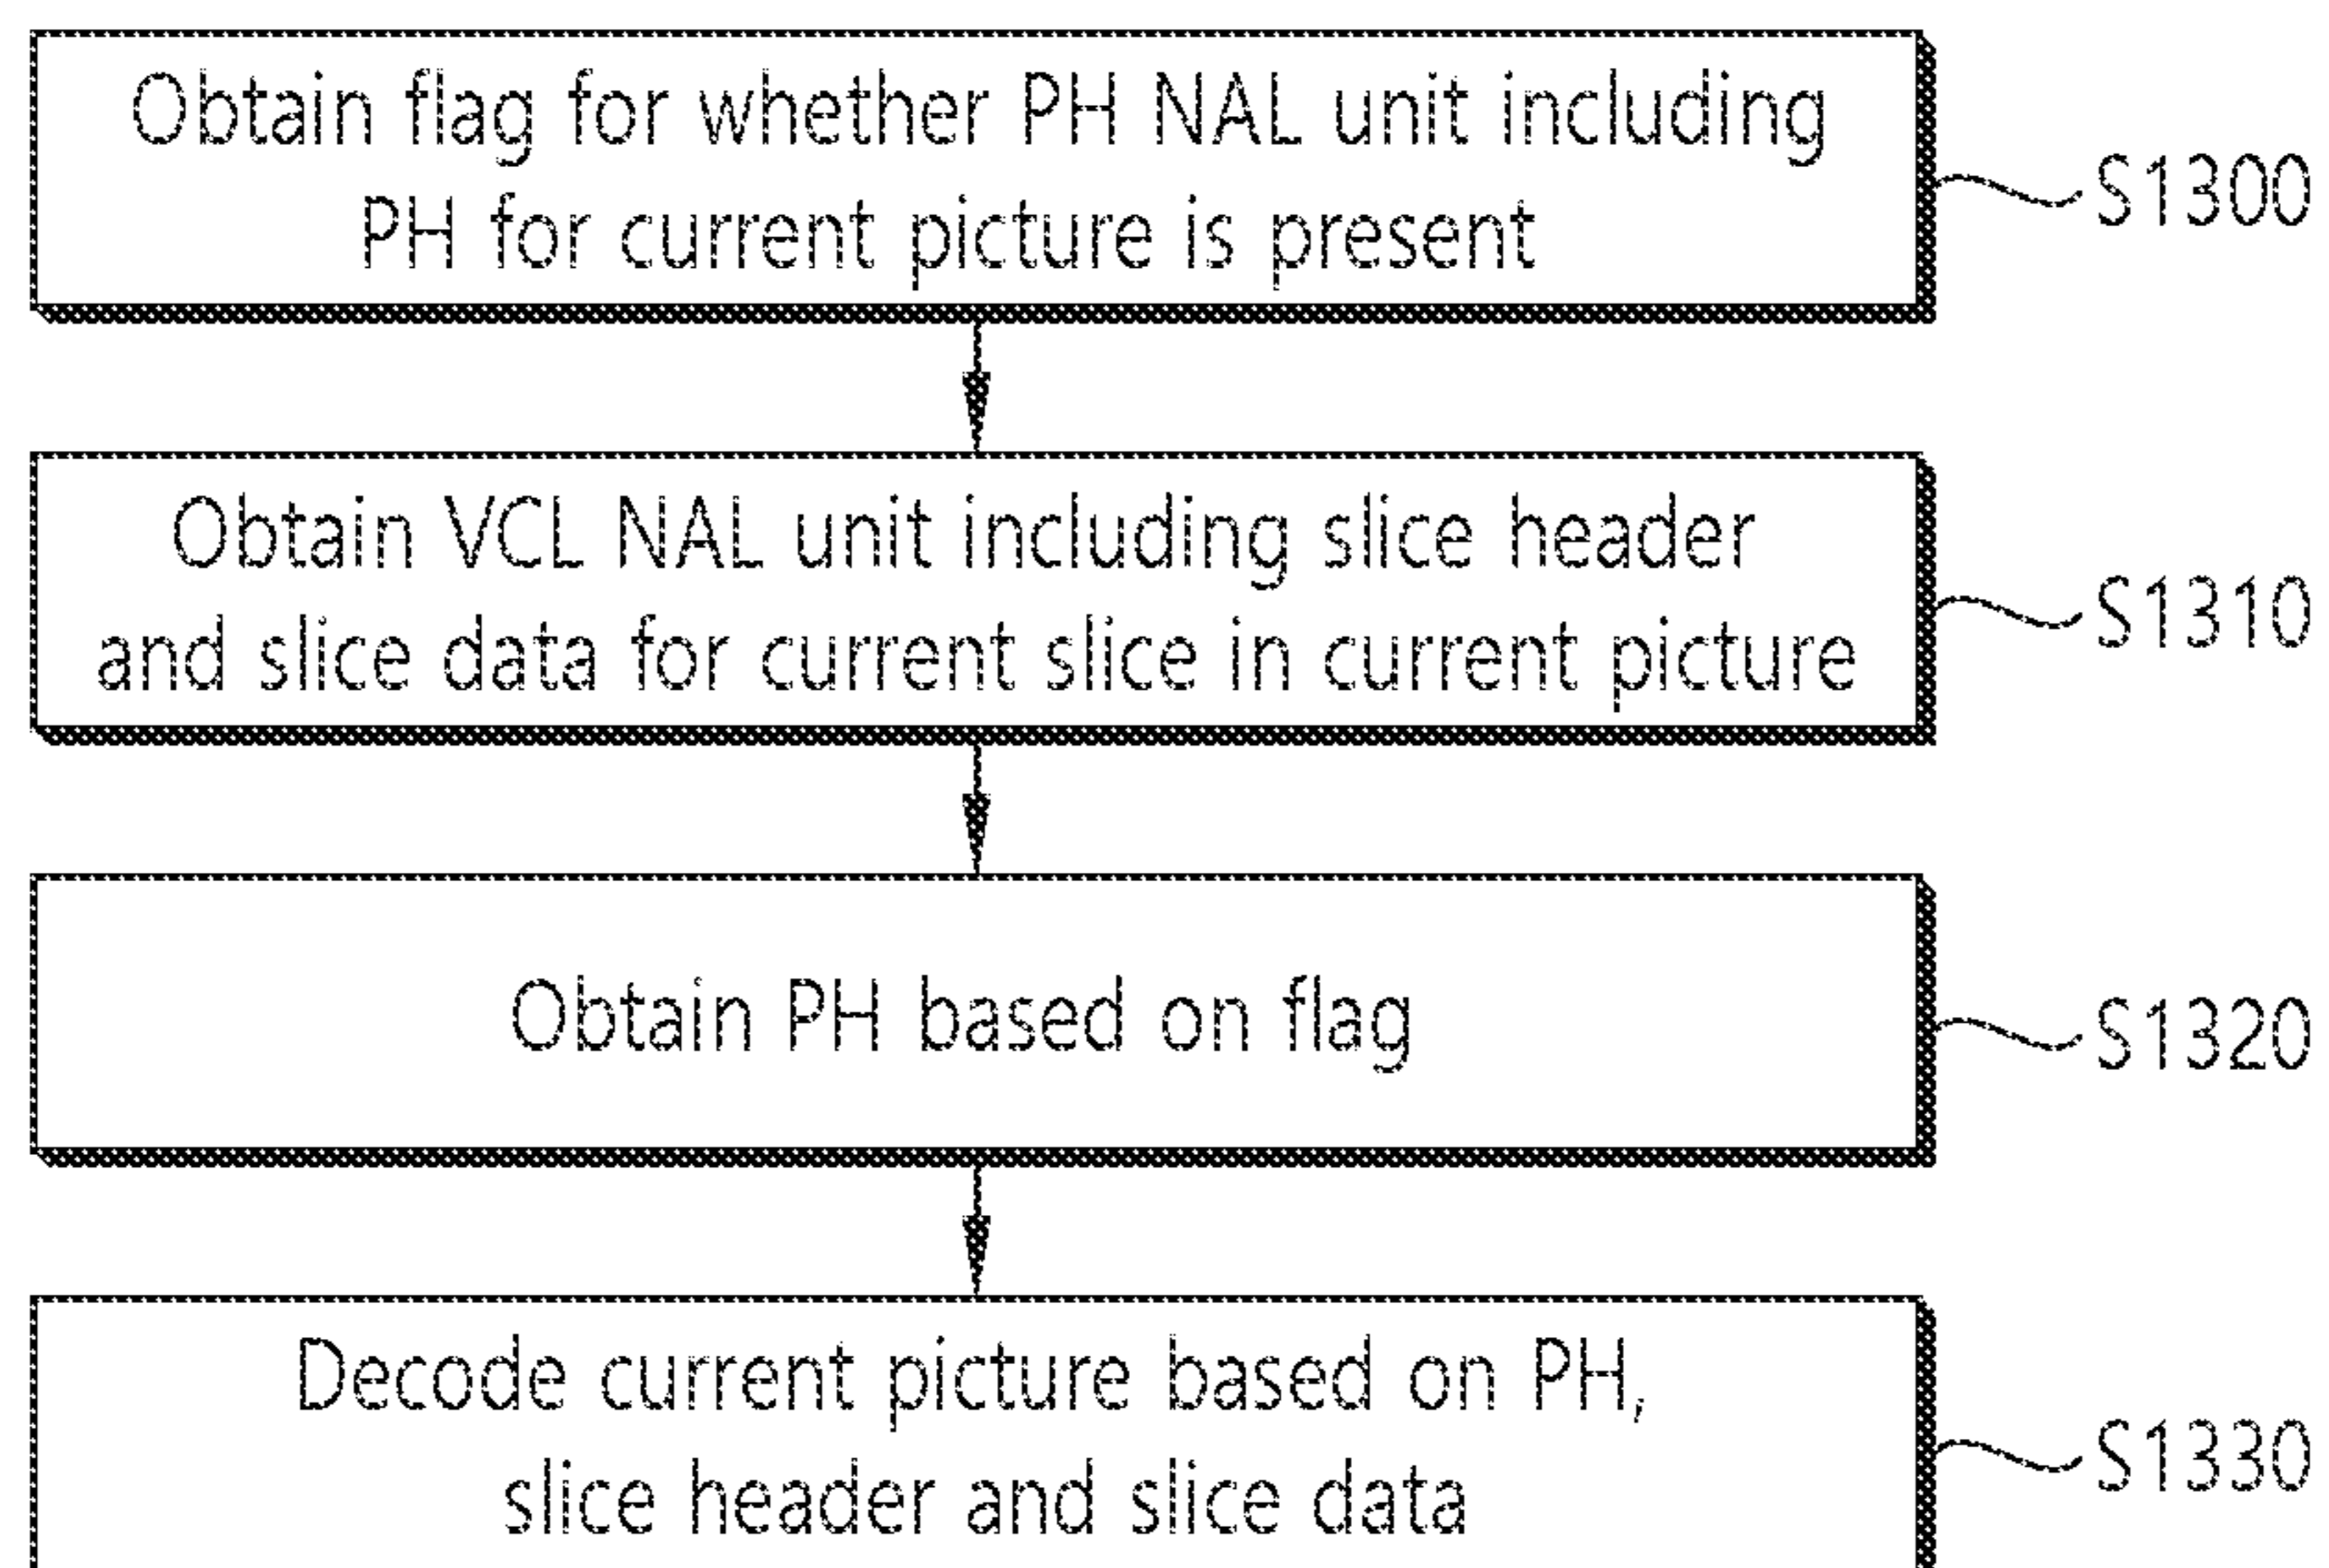 Obtain flag for whether PH NAL unit including
PH for current picture is present
S1300
Obtain VCL NAL unit including slice header
and slice data for current slice in current picture
S1310
Obtain PH based on flag
S1320
Decode current picture based on PH,
slice header and slice data
S1330